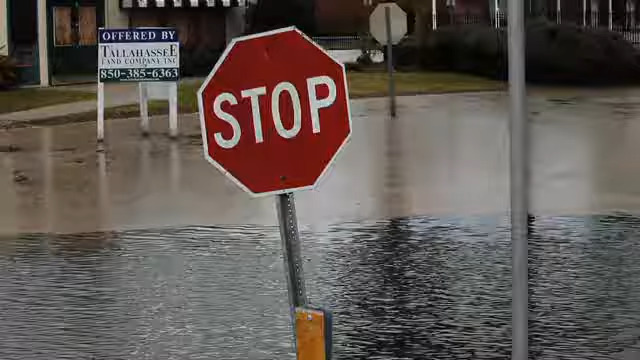 OFFERED BY
TALLAHASSEE
LAND COMPANY INC
850-385-6363
STOP